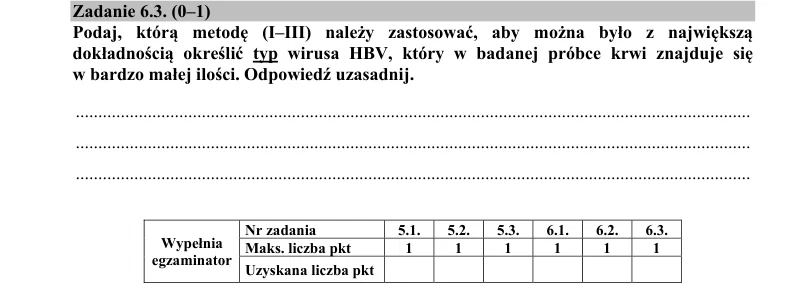 Zadanie 6.3. (0–1)
Podaj, którą metodę (I–III) należy zastosować, aby można było z największą
dokładnością określić typ wirusa HBV, który w badanej próbce krwi znajduje się
w bardzo małej ilości. Odpowiedź uzasadnij.
......................................................................................................................................................
......................................................................................................................................................
......................................................................................................................................................
Wypełnia egzaminator
Nr zadania 5.1. 5.2. 5.3. 6.1. 6.2. 6.3.
Maks. liczba pkt 1 1 1 1 1 1
Uzyskana liczba pkt